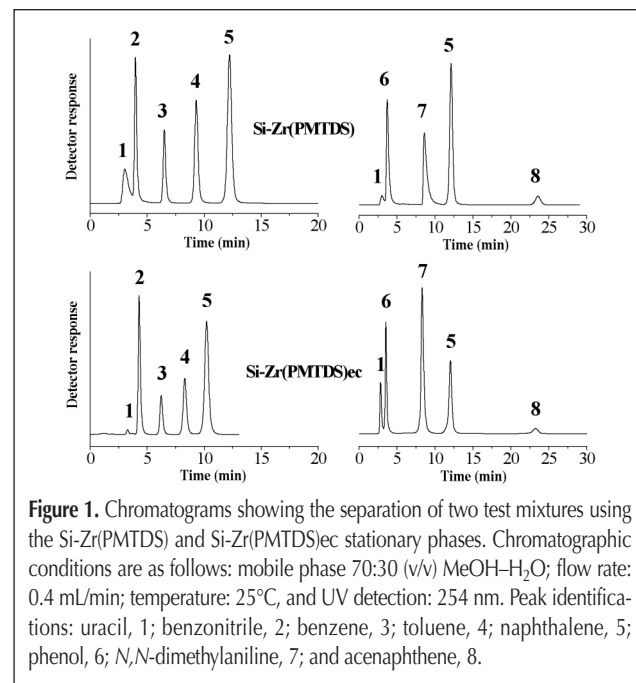 2
5
4
3
1
Detector response
Si-Zr(PMTDS)
0 5 10 15 20
Time (min)
6
5
7
1
8
0 5 10 15 20 25 30
Time (min)
2
5
4
3
1
Detector response
Si-Zr(PMTDS)ec
0 5 10 15 20
Time (min)
7
6
1
5
8
0 5 10 15 20 25 30
Time (min)
Figure 1. Chromatograms showing the separation of two test mixtures using
the Si-Zr(PMTDS) and Si-Zr(PMTDS)ec stationary phases. Chromatographic
conditions are as follows: mobile phase 70:30 (v/v) MeOH–H₂O; flow rate:
0.4 mL/min; temperature: 25°C, and UV detection: 254 nm. Peak identifica-
tions: uracil, 1; benzonitrile, 2; benzene, 3; toluene, 4; naphthalene, 5;
phenol, 6; N,N-dimethylaniline, 7; and acenaphthene, 8.